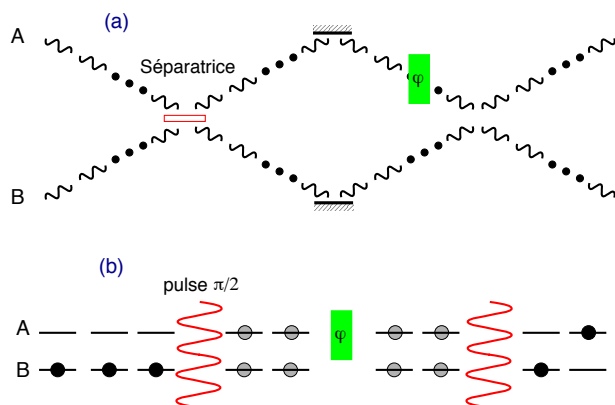 (a)
A
Séparatrice
φ
B
(b)
pulse π/2
A
φ
B